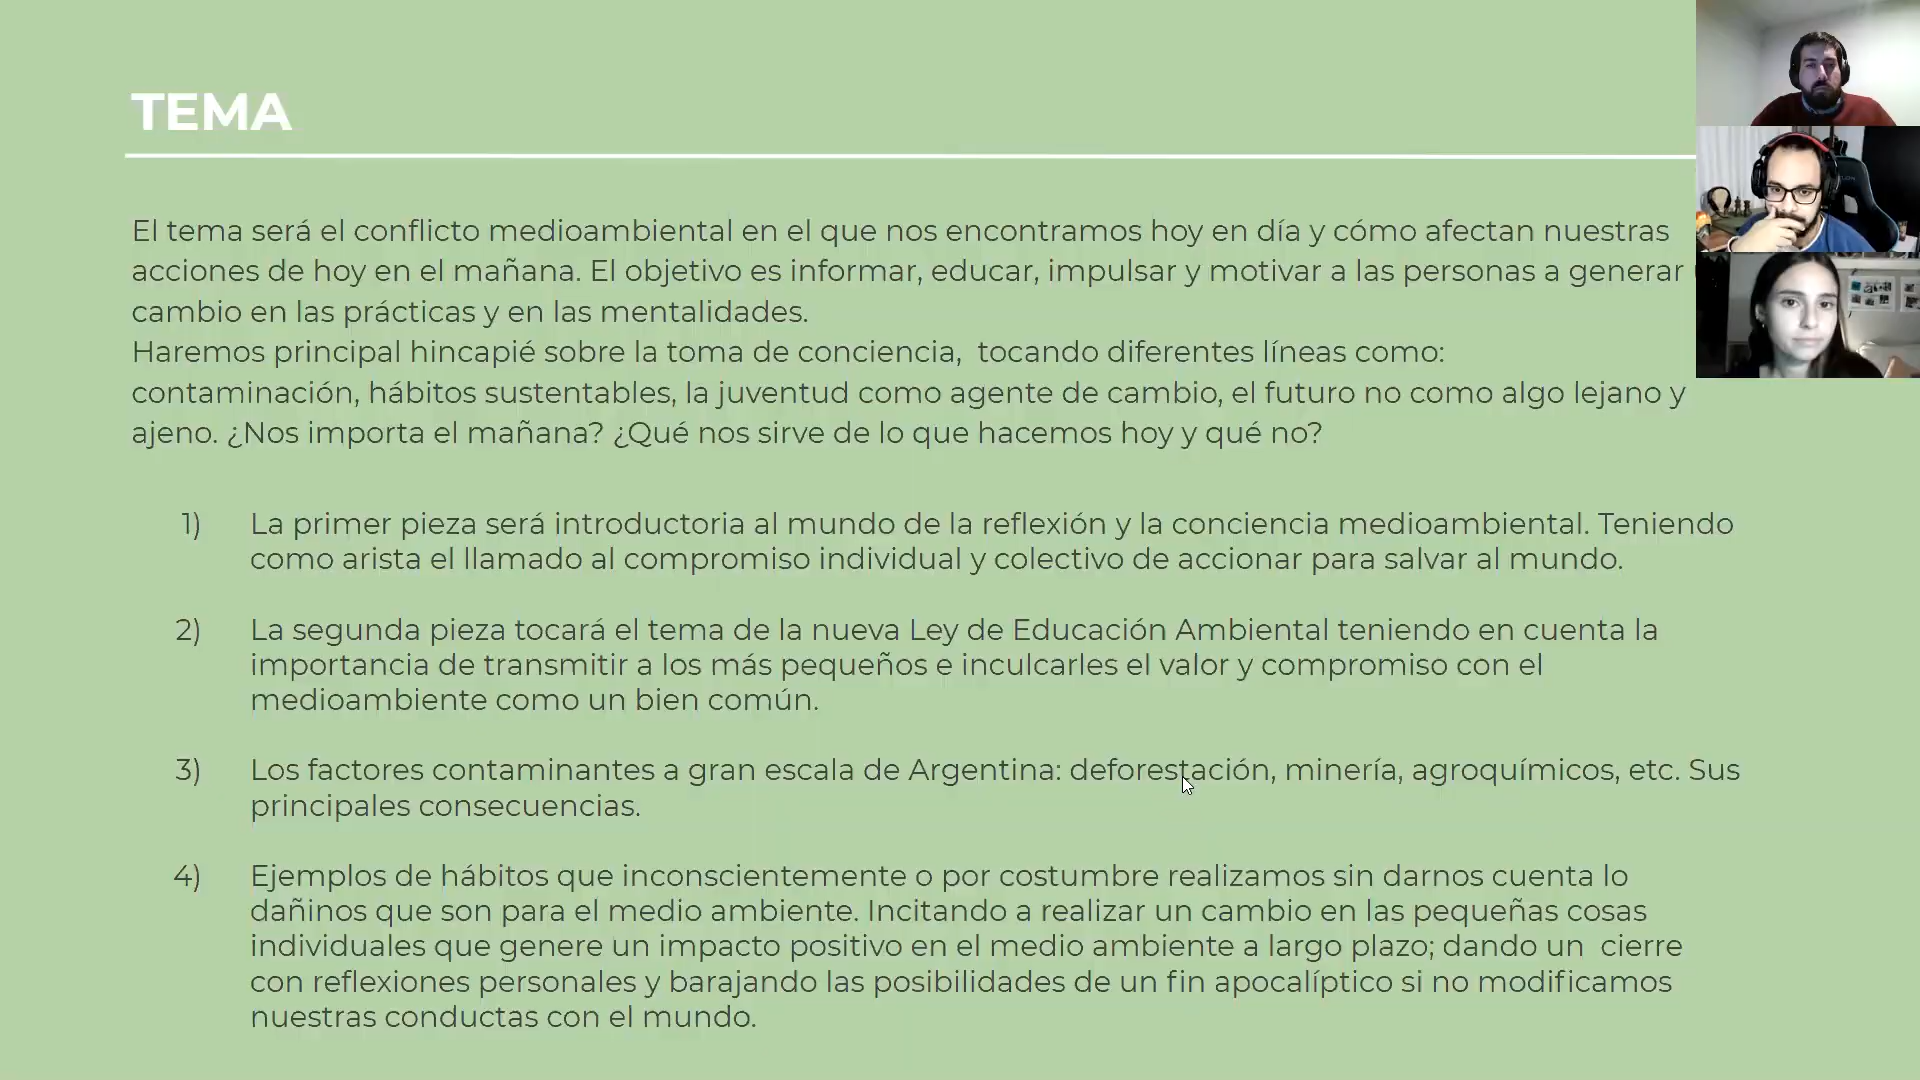 TEMA
El tema será el conflicto medioambiental en el que nos encontramos hoy en día y cómo afectan nuestras
acciones de hoy en el mañana. El objetivo es informar, educar, impulsar y motivar a las personas a generar
cambio en las prácticas y en las mentalidades.
Haremos principal hincapié sobre la toma de conciencia,  tocando diferentes líneas como:
contaminación, hábitos sustentables, la juventud como agente de cambio, el futuro no como algo lejano y
ajeno. ¿Nos importa el mañana? ¿Qué nos sirve de lo que hacemos hoy y qué no?
1) La primer pieza será introductoria al mundo de la reflexión y la conciencia medioambiental. Teniendo
como arista el llamado al compromiso individual y colectivo de accionar para salvar al mundo.
2) La segunda pieza tocará el tema de la nueva Ley de Educación Ambiental teniendo en cuenta la
importancia de transmitir a los más pequeños e inculcarles el valor y compromiso con el
medioambiente como un bien común.
3) Los factores contaminantes a gran escala de Argentina: deforestación, minería, agroquímicos, etc. Sus
principales consecuencias.
4) Ejemplos de hábitos que inconscientemente o por costumbre realizamos sin darnos cuenta lo
dañinos que son para el medio ambiente. Incitando a realizar un cambio en las pequeñas cosas
individuales que genere un impacto positivo en el medio ambiente a largo plazo; dando un  cierre
con reflexiones personales y barajando las posibilidades de un fin apocalíptico si no modificamos
nuestras conductas con el mundo.